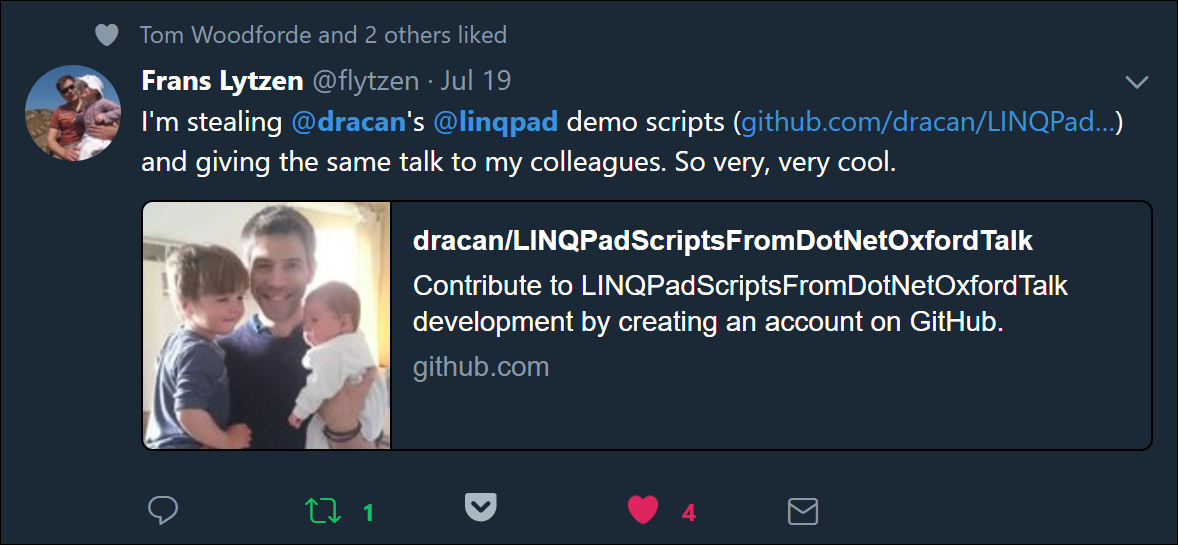 Tom Woodforde and 2 others liked
Frans Lytzen @flytzen · Jul 19
I'm stealing @dracan's @linqpad demo scripts (github.com/dracan/LINQPad...)
and giving the same talk to my colleagues. So very, very cool.
dracan/LINQPadScriptsFromDotNetOxfordTalk
Contribute to LINQPadScriptsFromDotNetOxfordTalk
development by creating an account on GitHub.
github.com
1 4